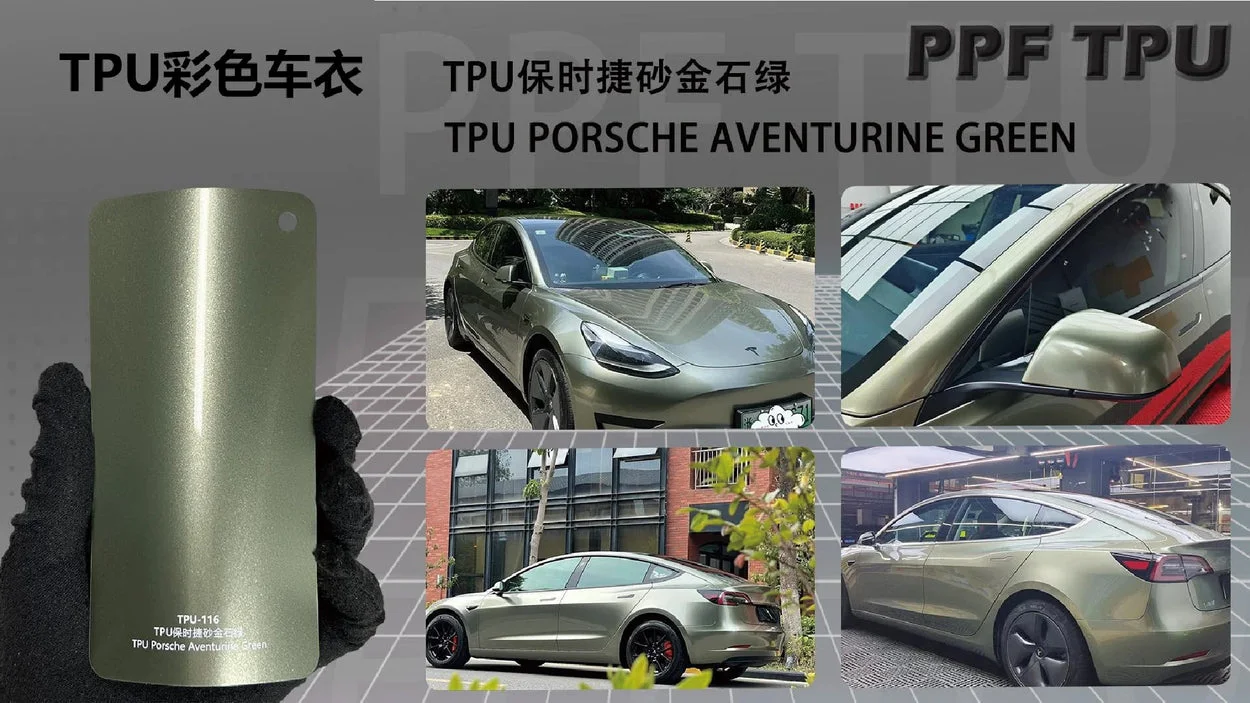 TPU彩色车衣
TPU保时捷砂金石绿
TPU PORSCHE AVENTURINE GREEN
PPF TPU
PPF TPU
TPU-116
TPU保时捷砂金石绿
TPU Porsche Aventurine Green